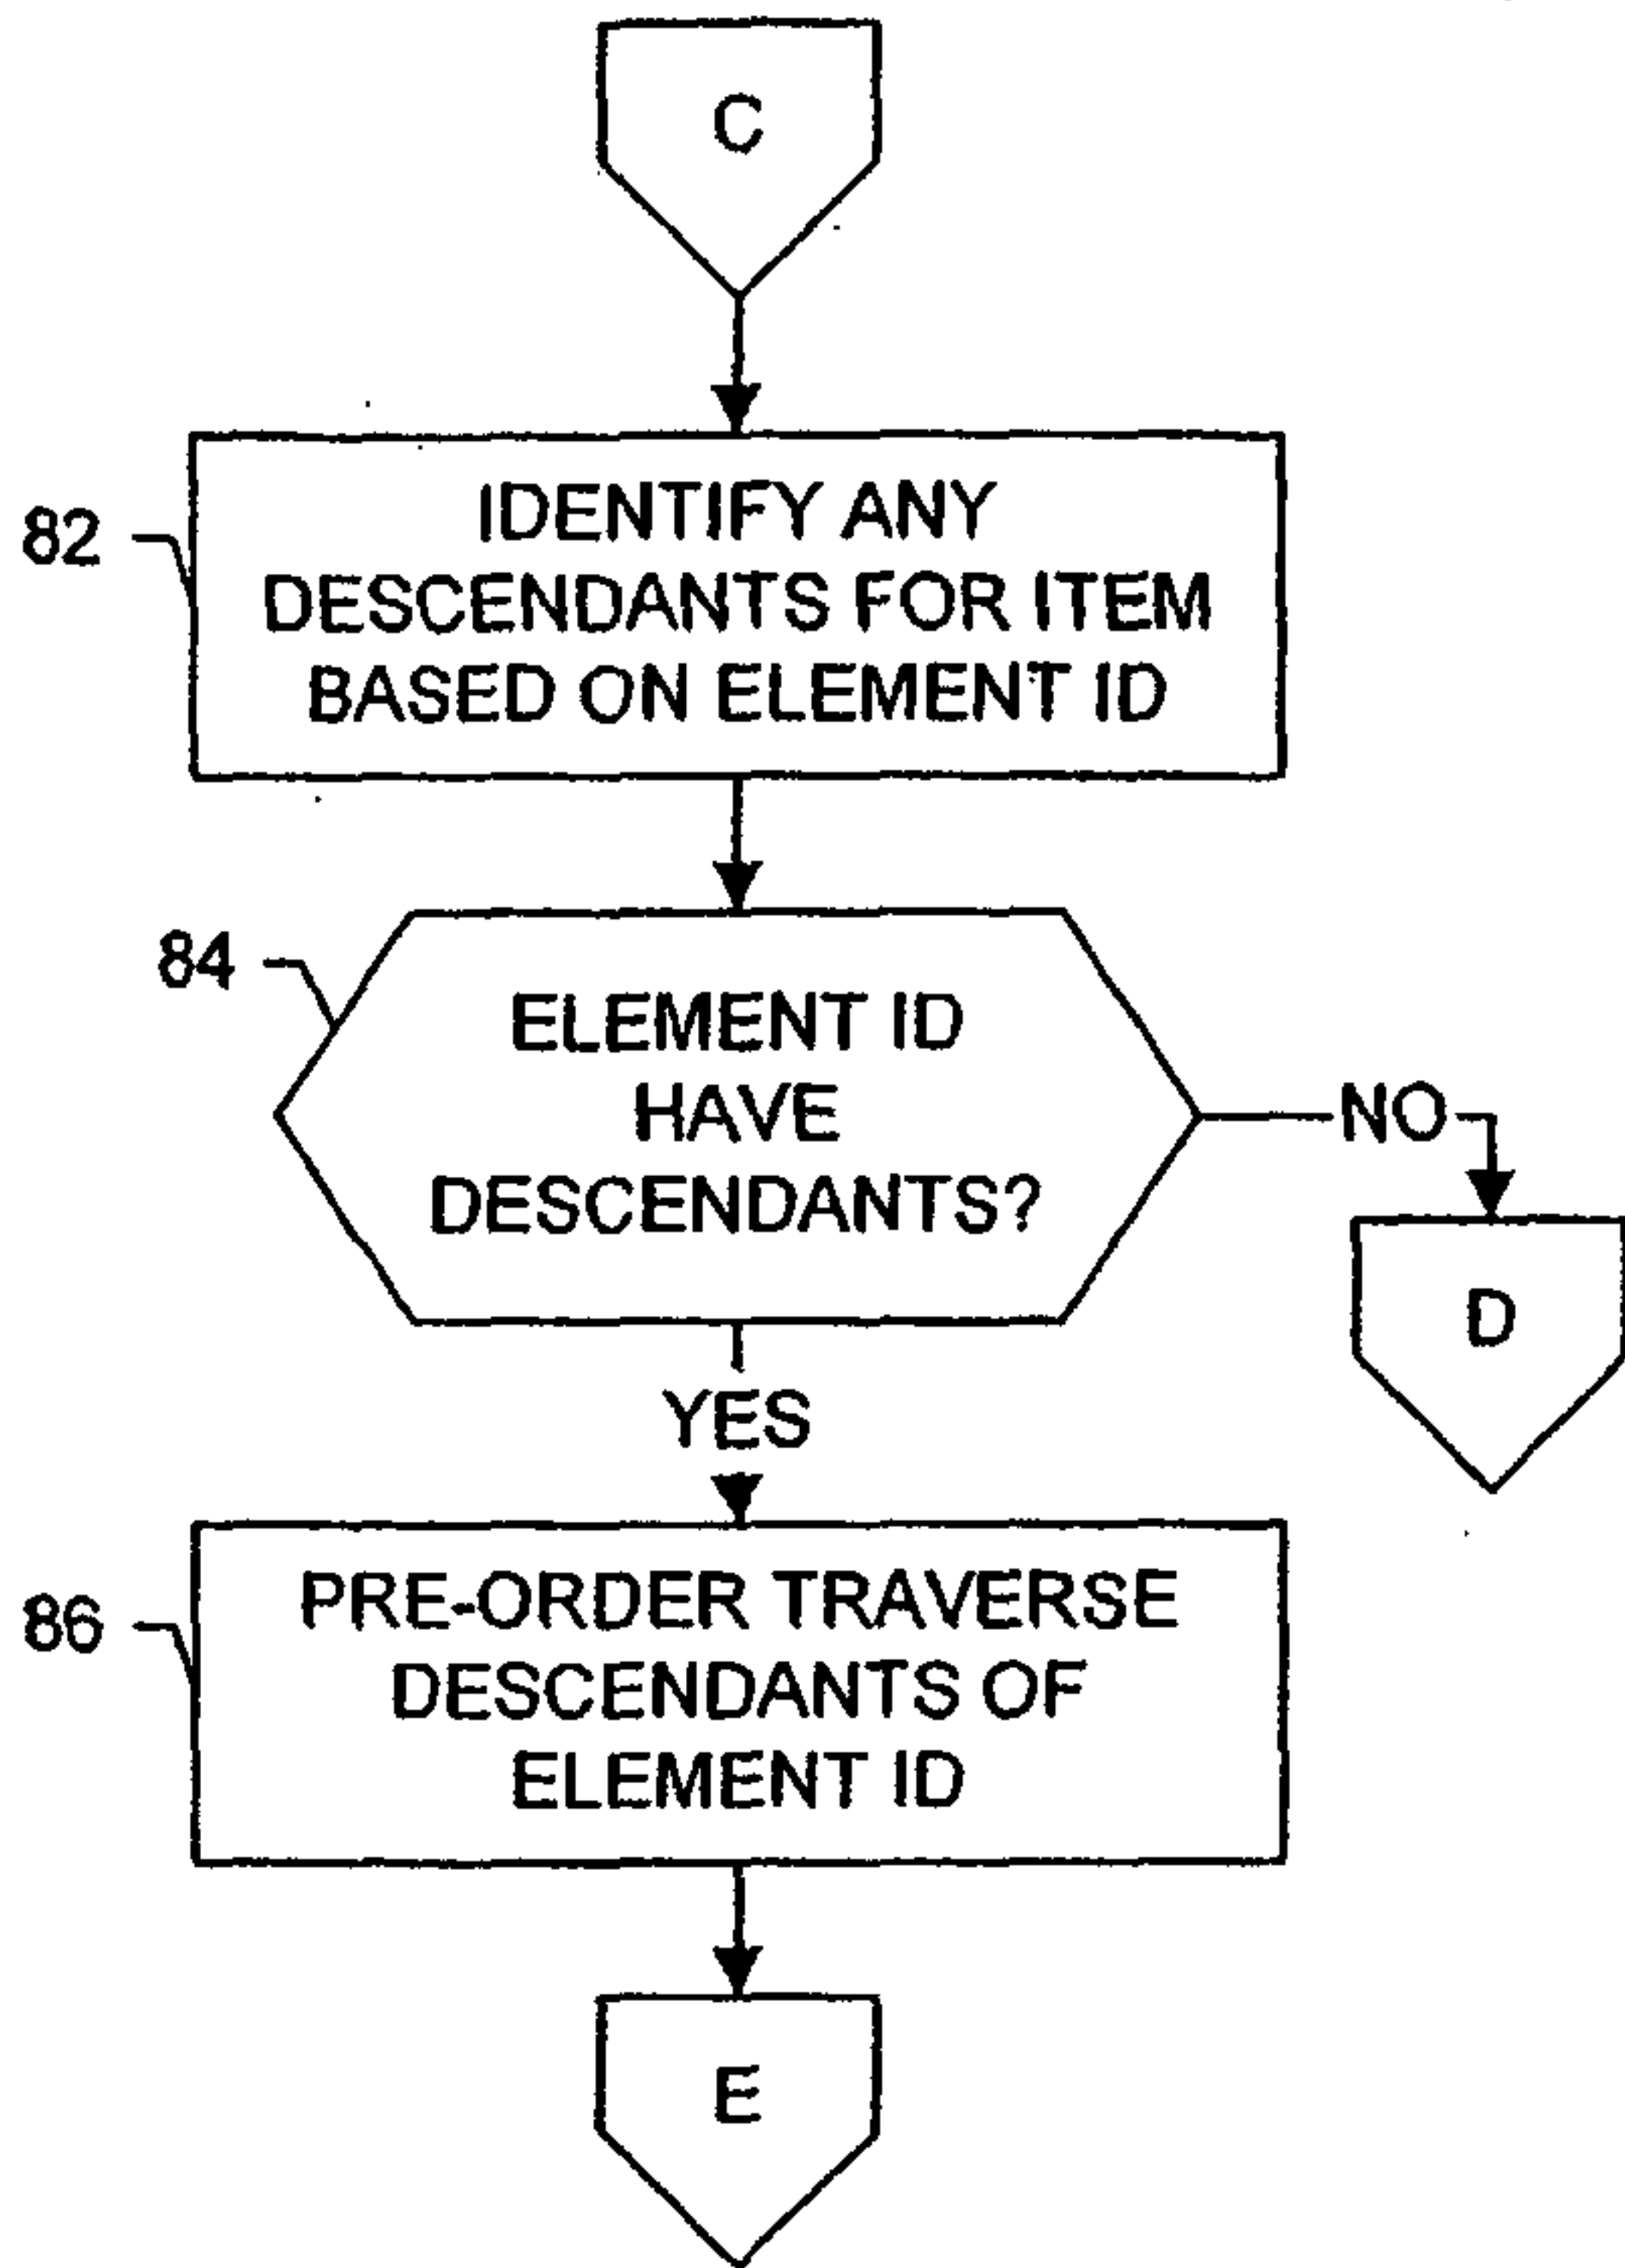 C
82
IDENTIFY ANY
DESCENDANTS FOR ITEM
BASED ON ELEMENT ID
84
ELEMENT ID
HAVE
DESCENDANTS?
NO
D
YES
86
PRE-ORDER TRAVERSE
DESCENDANTS OF
ELEMENT ID
E